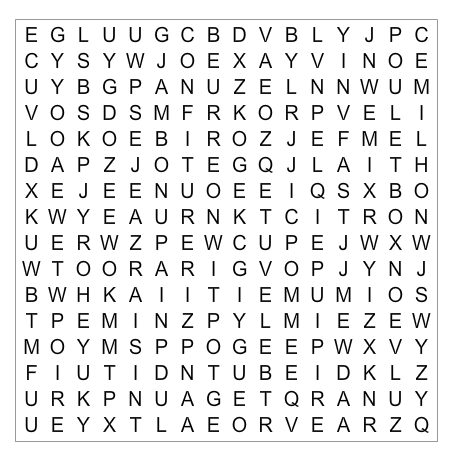 E G L U U G C B D V B L Y J P C
C Y S Y W J O E X A Y V I N O E
U Y B G P A N U Z E L N N W U M
V O S D S M F R K O R P V E L I
L O K O E B I R O Z J E F M E L
D A P Z J O T E G Q J L A I T H
X E J E E N U O E E I Q S X B O
K W Y E A U R N K T C I T R O N
U E R W Z P E W C U P E J W X W
W T O O R A R I G V O P J Y N J
B W H K A I I T I E M U M I O S
T P E M I N Z P Y L M I E Z E W
M O Y M S P P O G E E P W X V Y
F I U T I D N T U B E I D K L Z
U R K P N U A G E T Q R A N U Y
U E Y X T L A E O R V E A R Z Q